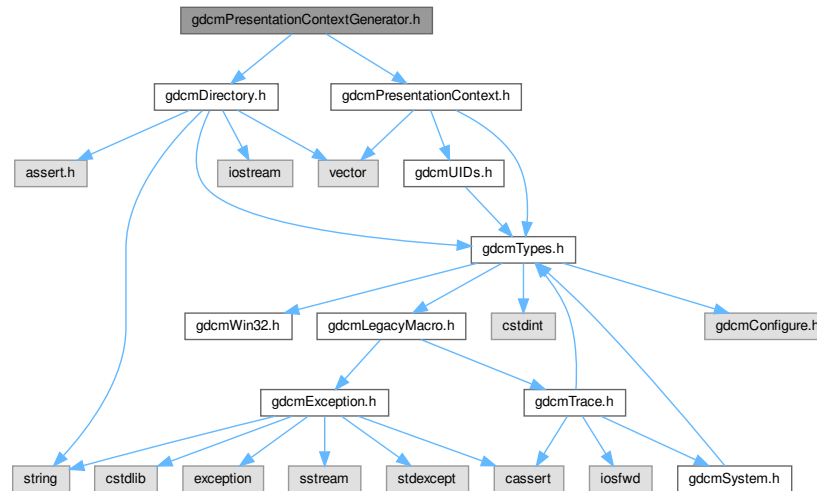 gdcmPresentationContextGenerator.h
gdcmDirectory.h
gdcmPresentationContext.h
assert.h
iostream
vector
gdcmUIDs.h
gdcmTypes.h
gdcmWin32.h
gdcmLegacyMacro.h
cstdint
gdcmConfigure.h
gdcmException.h
gdcmTrace.h
string
cstdlib
exception
sstream
stdexcept
cassert
iosfwd
gdcmSystem.h